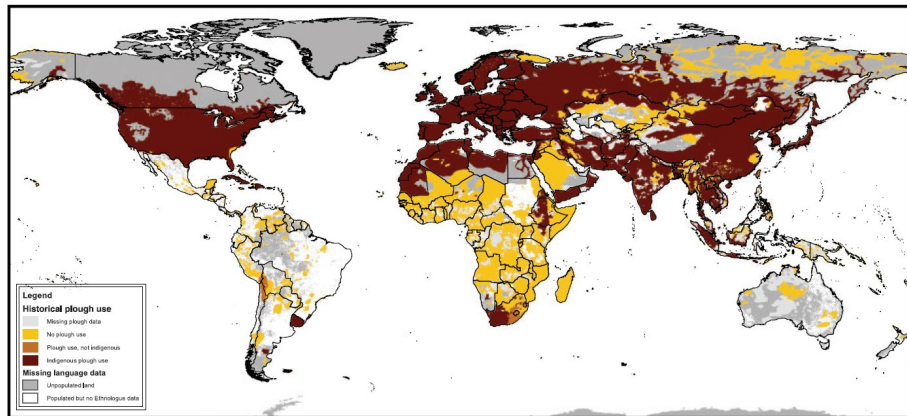 Legend
Historical plough use
Missing plough data
No plough use
Plough use, not indigenous
Indigenous plough use
Missing language data
Unpopulated land
Populated but no Ethnologue data